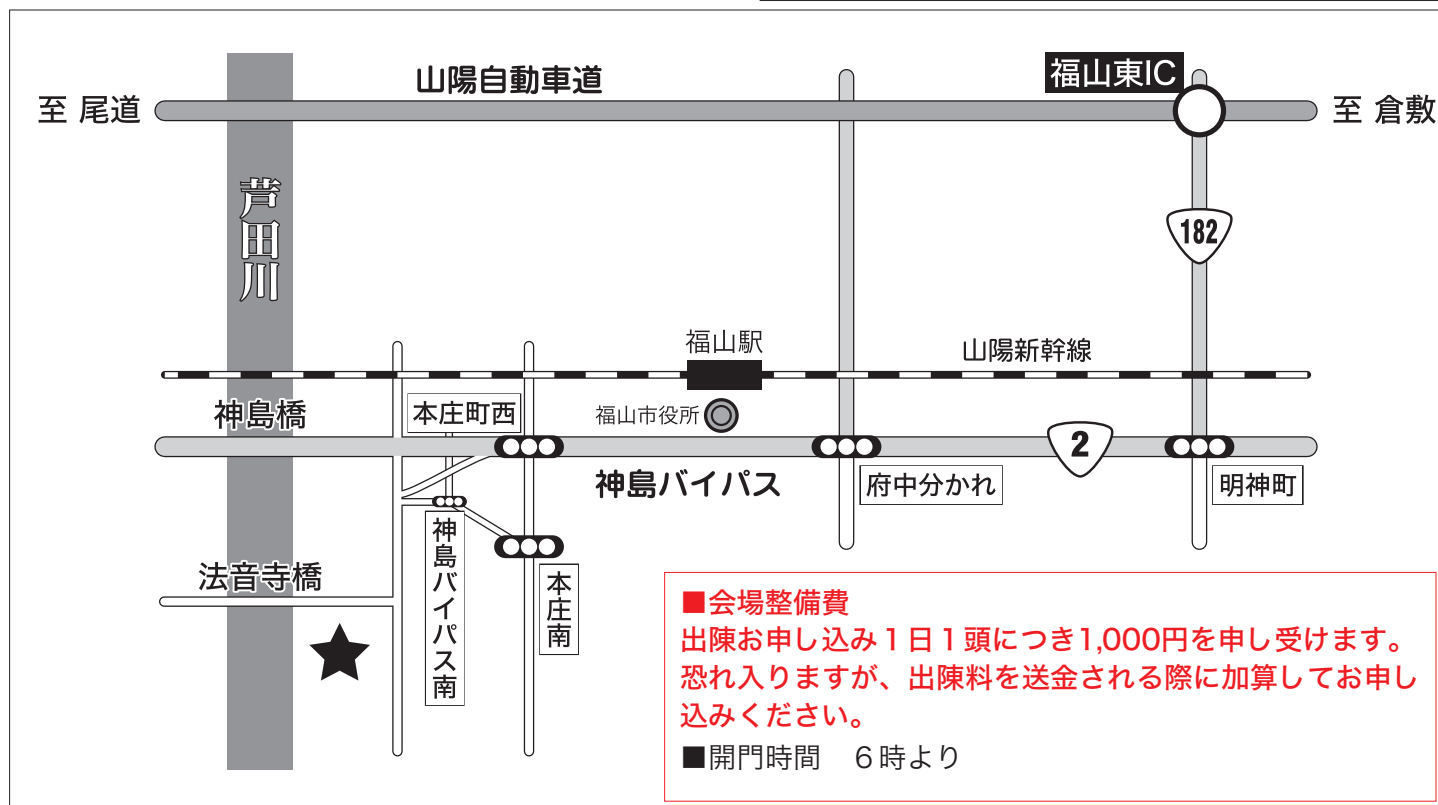 山陽自動車道
福山東IC
至 尾道
至 倉敷
芦田川
182
福山駅
山陽新幹線
神島橋
本庄町西
福山市役所
2
神島バイパス
府中分かれ
明神町
神島バイパス南
本庄南
法音寺橋
■会場整備費
出陳お申し込み1日1頭につき1,000円を申し受けます。
恐れ入りますが、出陳料を送金される際に加算してお申し
込みください。
■開門時間　6時より